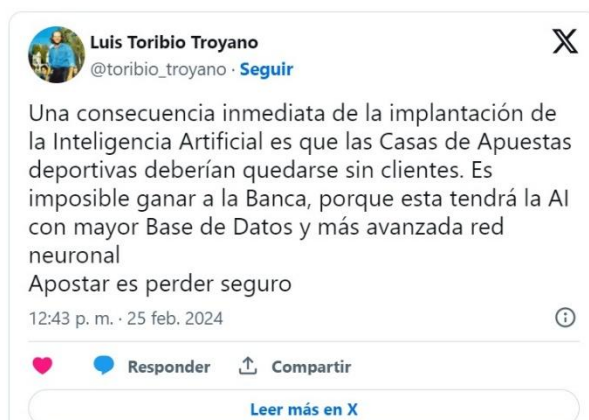 Luis Toribio Troyano
@toribio_troyano · Seguir
Una consecuencia inmediata de la implantación de
la Inteligencia Artificial es que las Casas de Apuestas
deportivas deberían quedarse sin clientes. Es
imposible ganar a la Banca, porque esta tendrá la AI
con mayor Base de Datos y más avanzada red
neuronal
Apostar es perder seguro
12:43 p. m. · 25 feb. 2024
Responder Compartir
Leer más en X